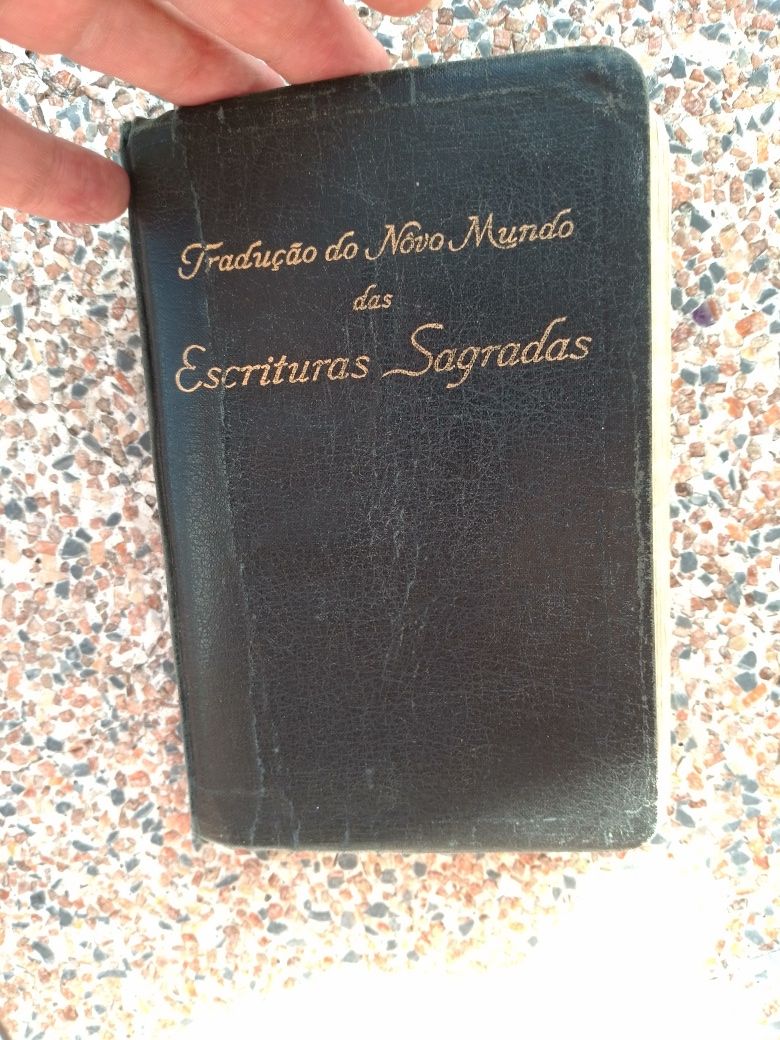 Tradução do Nôvo Mundo
das
Escrituras Sagradas